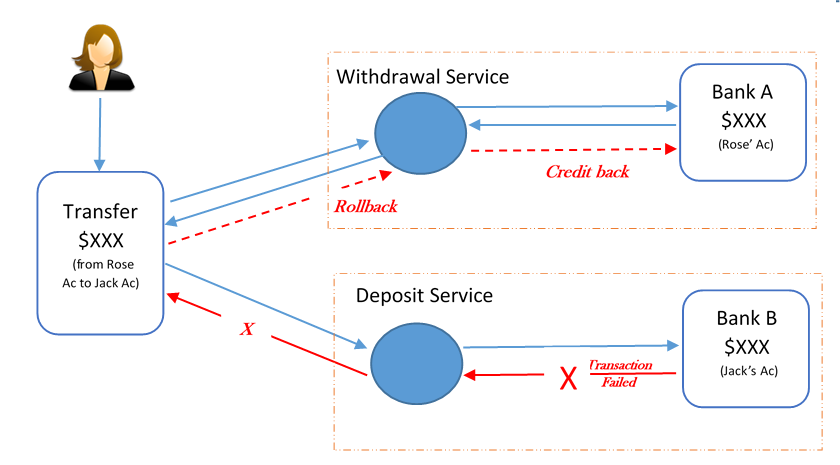 Withdrawal Service
Bank A
$XXX
(Rose' Ac)
Credit back
Rollback
Transfer
$XXX
(from Rose
Ac to Jack Ac)
X
Deposit Service
Bank B
$XXX
(Jack's Ac)
X
Transaction
Failed